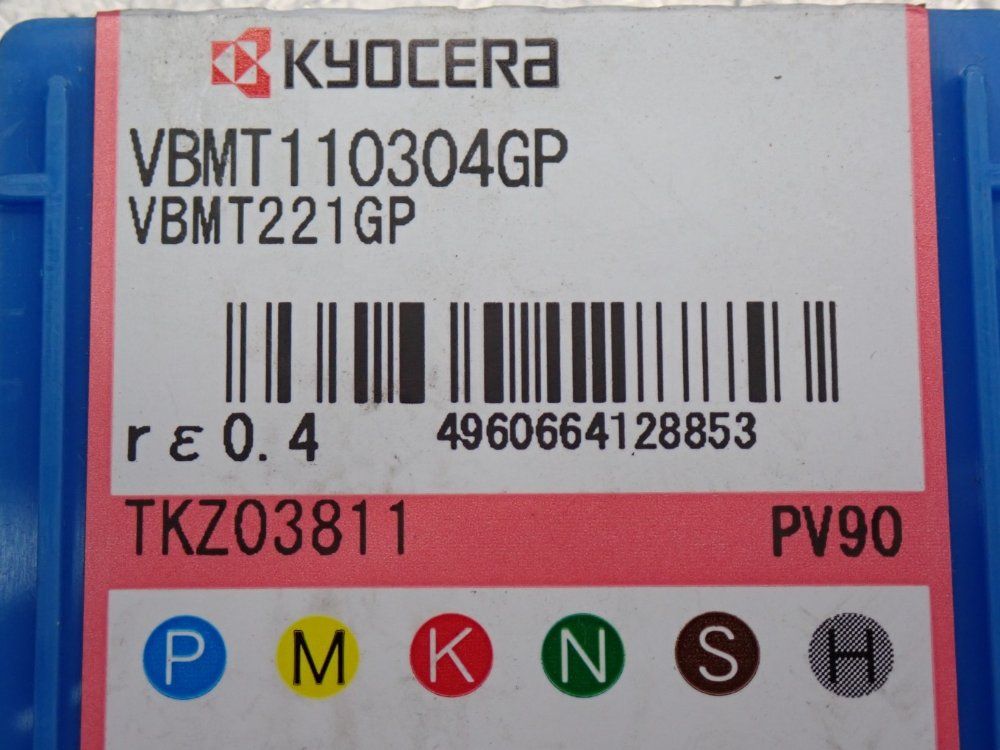 KYOCERA
VBMT110304GP
VBMT221GP
rε0.4 4960664128853
TKZ03811 PV90
P M K N S H